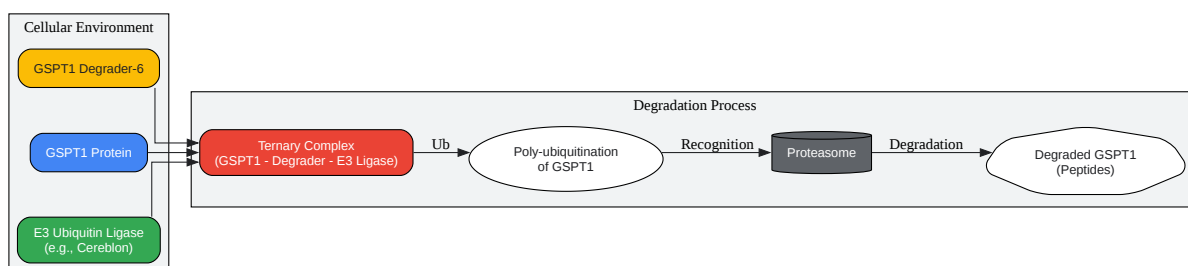 Cellular Environment
GSPT1 Degrader-6
GSPT1 Protein
E3 Ubiquitin Ligase
(e.g., Cereblon)
Degradation Process
Ternary Complex
(GSPT1 - Degrader - E3 Ligase)
Ub
Poly-ubiquitination
of GSPT1
Recognition
Proteasome
Degradation
Degraded GSPT1
(Peptides)